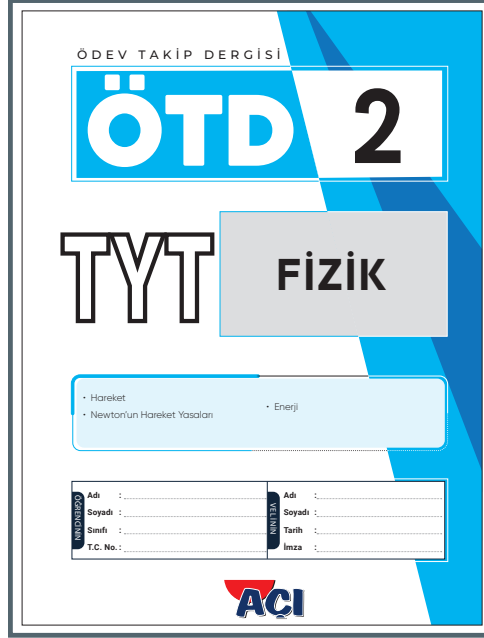 ÖDEV TAKİP DERGİSİ
ÖTD 2
TYT
FİZİK
• Hareket
• Newton'un Hareket Yasaları
• Enerji
ÖĞRENCİNİN
Adı :
Soyadı :
Sınıfı :
T.C. No. :
VELİNİN
Adı :
Soyadı :
Tarih :
İmza :
AÇI